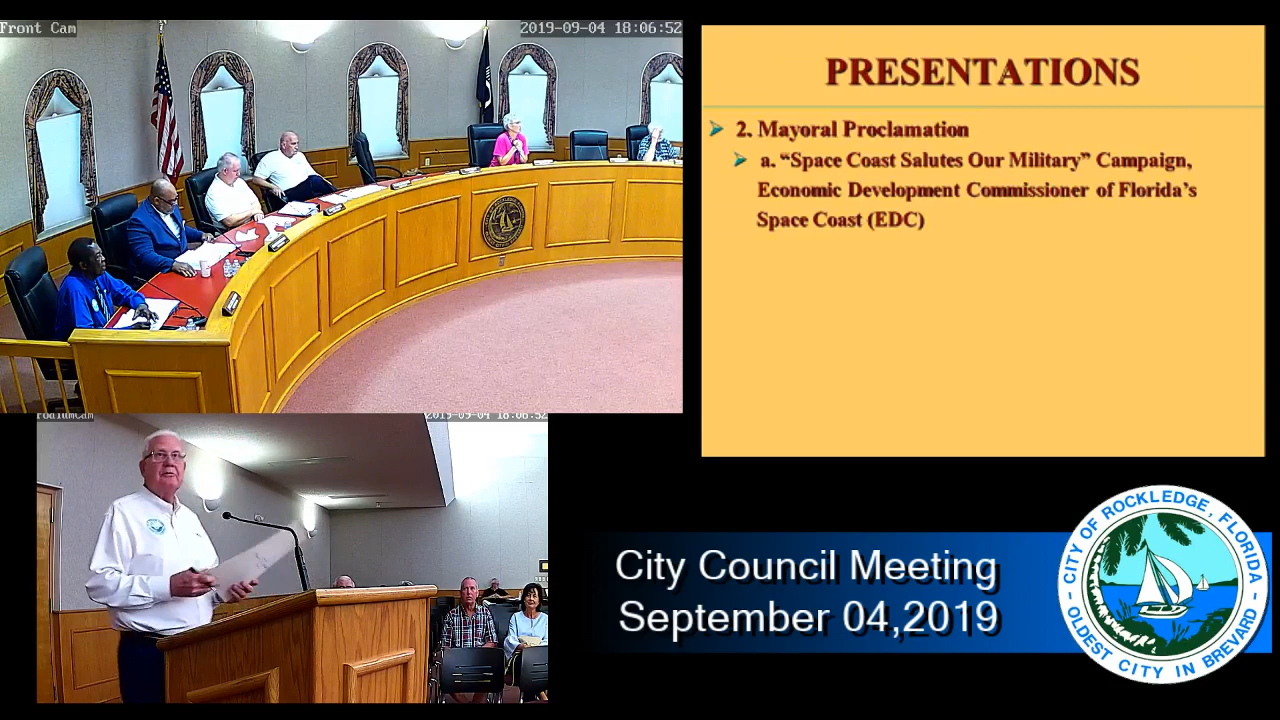 Front Cam
2019-09-04 18:06:52
PRESENTATIONS
2. Mayoral Proclamation
a. “Space Coast Salutes Our Military” Campaign,
Economic Development Commissioner of Florida’s
Space Coast (EDC)
PodiumCam
2019-09-04 18:06:52
City Council Meeting
September 04,2019
CITY OF ROCKLEDGE, FLORIDA
OLDEST CITY IN BREVARD